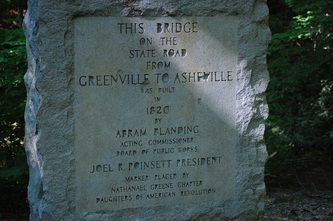 THIS BRIDGE
ON THE
STATE ROAD
FROM
GREENVILLE TO ASHEVILLE
WAS BUILT
IN
1820
BY
ABRAM BLANDING
ACTING COMMISSIONER
BOARD OF PUBLIC WORKS
JOEL R. POINSETT, PRESIDENT
MARKER PLACED BY
NATHANAEL GREENE CHAPTER
DAUGHTERS OF AMERICAN REVOLUTION